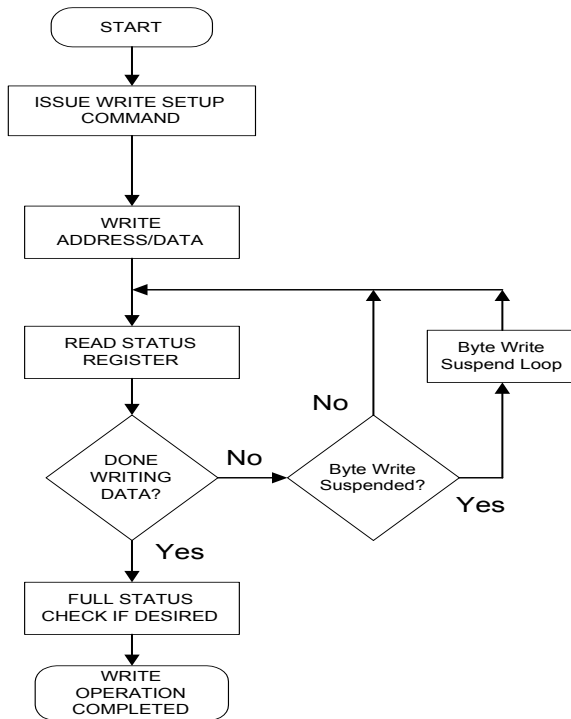 START
ISSUE WRITE SETUP
COMMAND
WRITE
ADDRESS/DATA
READ STATUS
REGISTER
Byte Write
Suspend Loop
No
DONE
WRITING
DATA?
No
Byte Write
Suspended?
Yes
Yes
FULL STATUS
CHECK IF DESIRED
WRITE
OPERATION
COMPLETED